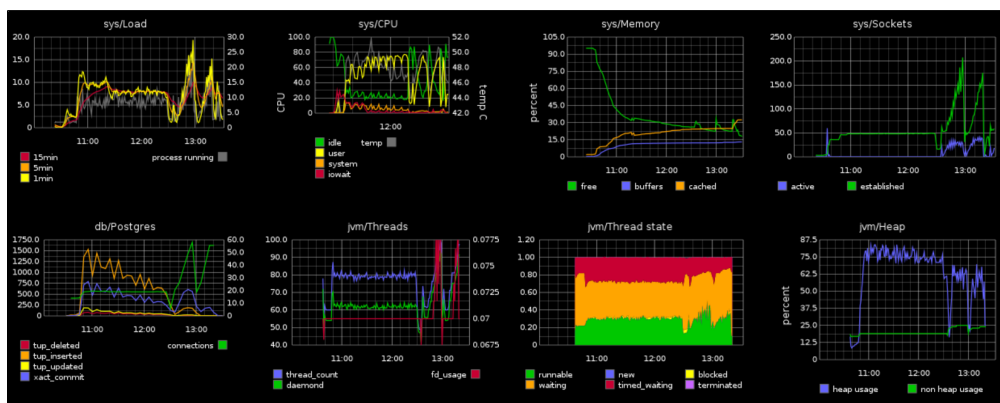 sys/Load
20.0 30.0
15.0 25.0
20.0
10.0 15.0
5.0 10.0
5.0
0.0 0.0
11:00 12:00 13:00
15min process running
5min
1min
sys/CPU
100.0 52.0
80.0 50.0
60.0 48.0
40.0 46.0
20.0 44.0
0.0 42.0
CPU
temp C
12:00
idle temp
user
system
iowait
sys/Memory
105.0
90.0
75.0
60.0
45.0
30.0
15.0
0.0
percent
11:00 12:00 13:00
free buffers cached
sys/Sockets
250.0
200.0
150.0
100.0
50.0
0.0
11:00 12:00 13:00
active established
db/Postgres
1750.0 60.0
1500.0 50.0
1250.0 40.0
1000.0 30.0
750.0
500.0 20.0
250.0 10.0
0 0.0
11:00 12:00 13:00
tup_deleted connections
tup_inserted
tup_updated
xact_commit
jvm/Threads
100.0 0.0775
90.0 0.075
80.0
70.0 0.0725
60.0 0.07
50.0
40.0 0.0675
11:00 12:00 13:00
thread_count fd_usage
daemond
jvm/Thread state
1.20
1.00
0.80
0.60
0.40
0.20
0.00
11:00 12:00 13:00
runnable new blocked
waiting timed_waiting terminated
jvm/Heap
87.5
75.0
62.5
50.0
37.5
25.0
12.5
0.0
percent
11:00 12:00 13:00
heap usage non heap usage